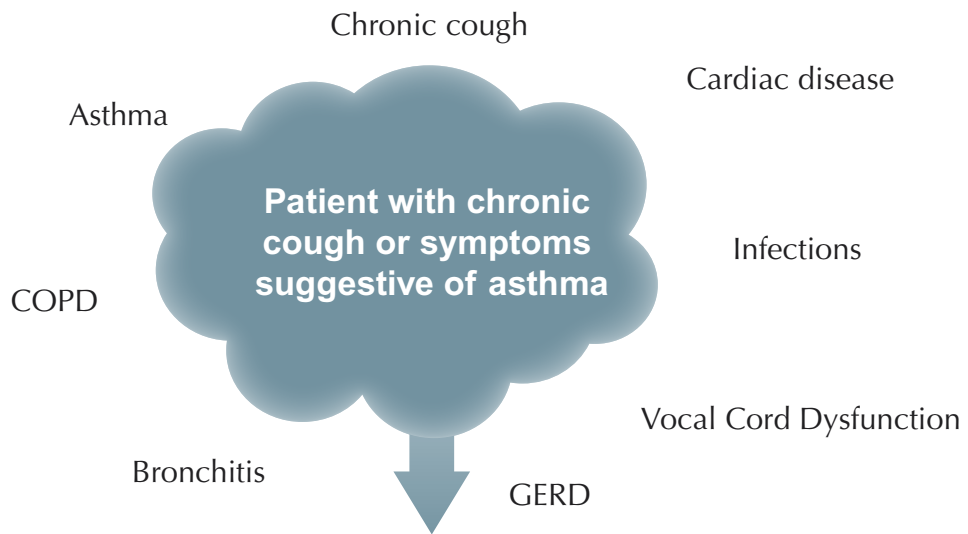 Chronic cough
Cardiac disease
Asthma
Patient with chronic
cough or symptoms
suggestive of asthma
Infections
COPD
Vocal Cord Dysfunction
Bronchitis
GERD